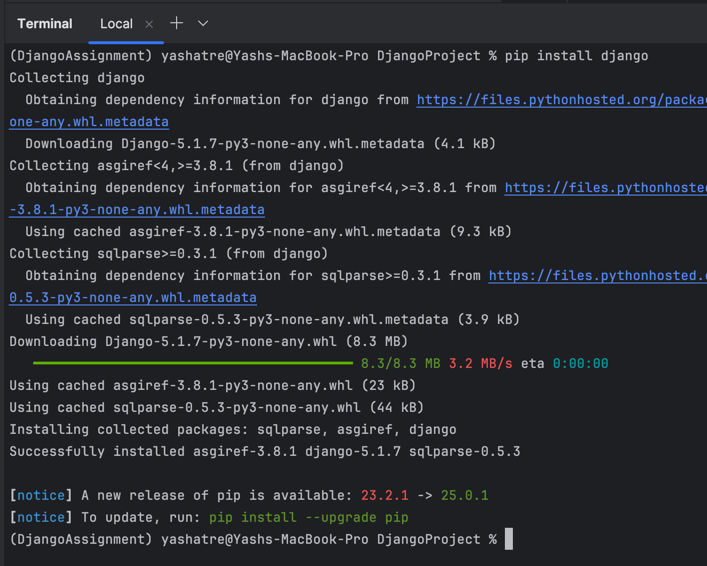 Terminal Local × +
(DjangoAssignment) yashatre@Yashs-MacBook-Pro DjangoProject % pip install django
Collecting django
Obtaining dependency information for django from https://files.pythonhosted.org/packa
one-any.whl.metadata
Downloading Django-5.1.7-py3-none-any.whl.metadata (4.1 kB)
Collecting asgiref<4,>=3.8.1 (from django)
Obtaining dependency information for asgiref<4,>=3.8.1 from https://files.pythonhosted
-3.8.1-py3-none-any.whl.metadata
Using cached asgiref-3.8.1-py3-none-any.whl.metadata (9.3 kB)
Collecting sqlparse>=0.3.1 (from django)
Obtaining dependency information for sqlparse>=0.3.1 from https://files.pythonhosted.
0.5.3-py3-none-any.whl.metadata
Using cached sqlparse-0.5.3-py3-none-any.whl.metadata (3.9 kB)
Downloading Django-5.1.7-py3-none-any.whl (8.3 MB)
8.3/8.3 MB 3.2 MB/s eta 0:00:00
Using cached asgiref-3.8.1-py3-none-any.whl (23 kB)
Using cached sqlparse-0.5.3-py3-none-any.whl (44 kB)
Installing collected packages: sqlparse, asgiref, django
Successfully installed asgiref-3.8.1 django-5.1.7 sqlparse-0.5.3
[notice] A new release of pip is available: 23.2.1 -> 25.0.1
[notice] To update, run: pip install --upgrade pip
(DjangoAssignment) yashatre@Yashs-MacBook-Pro DjangoProject %